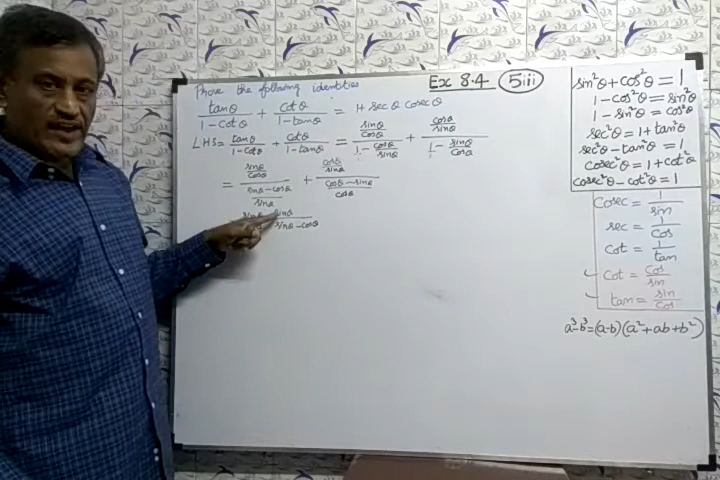 Prove the following identities
Ex 8.4 5 iii
tanθ/(1-cotθ) + cotθ/(1-tanθ) = 1+ secθ cosecθ
LHS = tanθ/(1-cotθ) + cotθ/(1-tanθ) = (sinθ/cosθ)/(1 - cosθ/sinθ) + (cosθ/sinθ)/(1 - sinθ/cosθ)
= (sinθ/cosθ)/((sinθ-cosθ)/sinθ) + (cosθ/sinθ)/((cosθ-sinθ)/cosθ)
sinθ sinθ/(sinθ-cosθ)
sin²θ+cos²θ = 1
1-cos²θ = sin²θ
1-sin²θ = cos²θ
sec²θ = 1+tan²θ
sec²θ - tan²θ = 1
cosec²θ = 1+cot²θ
cosec²θ - cot²θ = 1
Cosec = 1/sin
sec = 1/cos
cot = 1/tan
cot = cos/sin
tan = sin/cos
a³-b³=(a-b)(a²+ab+b²)